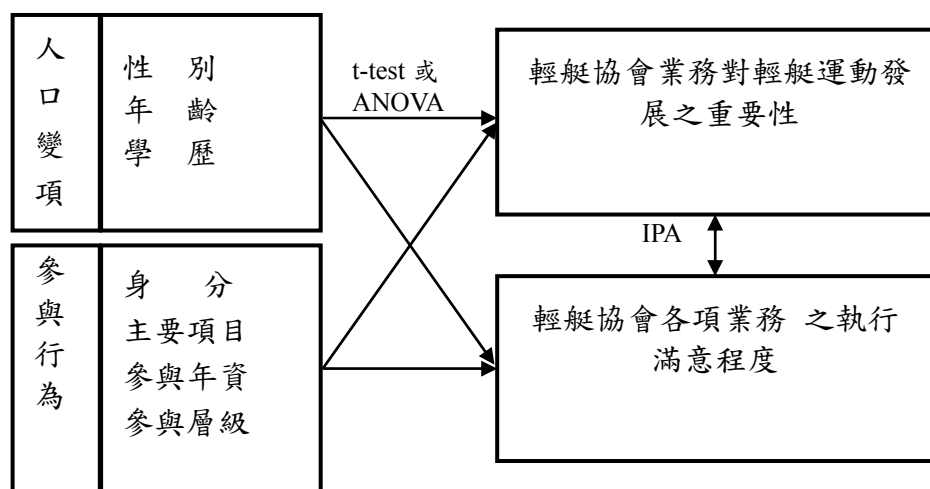 人口變項
性 別
年 齡
學 歷
t-test 或
ANOVA
輕艇協會業務對輕艇運動發
展之重要性
IPA
參與行為
身 分
主要項目
參與年資
參與層級
輕艇協會各項業務 之執行
滿意程度